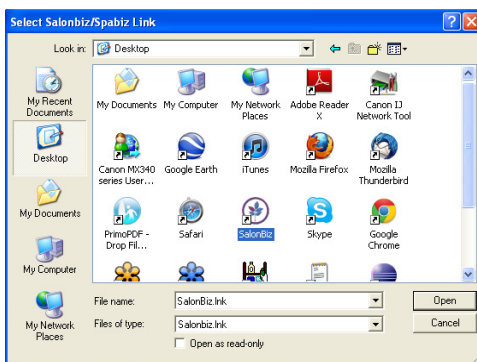 Select Salonbiz/Spabiz Link
Look in: Desktop
My Recent
Documents
Desktop
My Documents
My Computer
My Network
Places
My Documents My Computer My Network
Places Adobe Reader
X Canon IJ
Network Tool
Canon MX340
series User... Google Earth iTunes Mozilla Firefox Mozilla
Thunderbird
PrimoPDF -
Drop Fil... Safari SalonBiz Skype Google
Chrome
File name: SalonBiz.lnk Open
Files of type: SalonBiz.lnk Cancel
Open as read-only